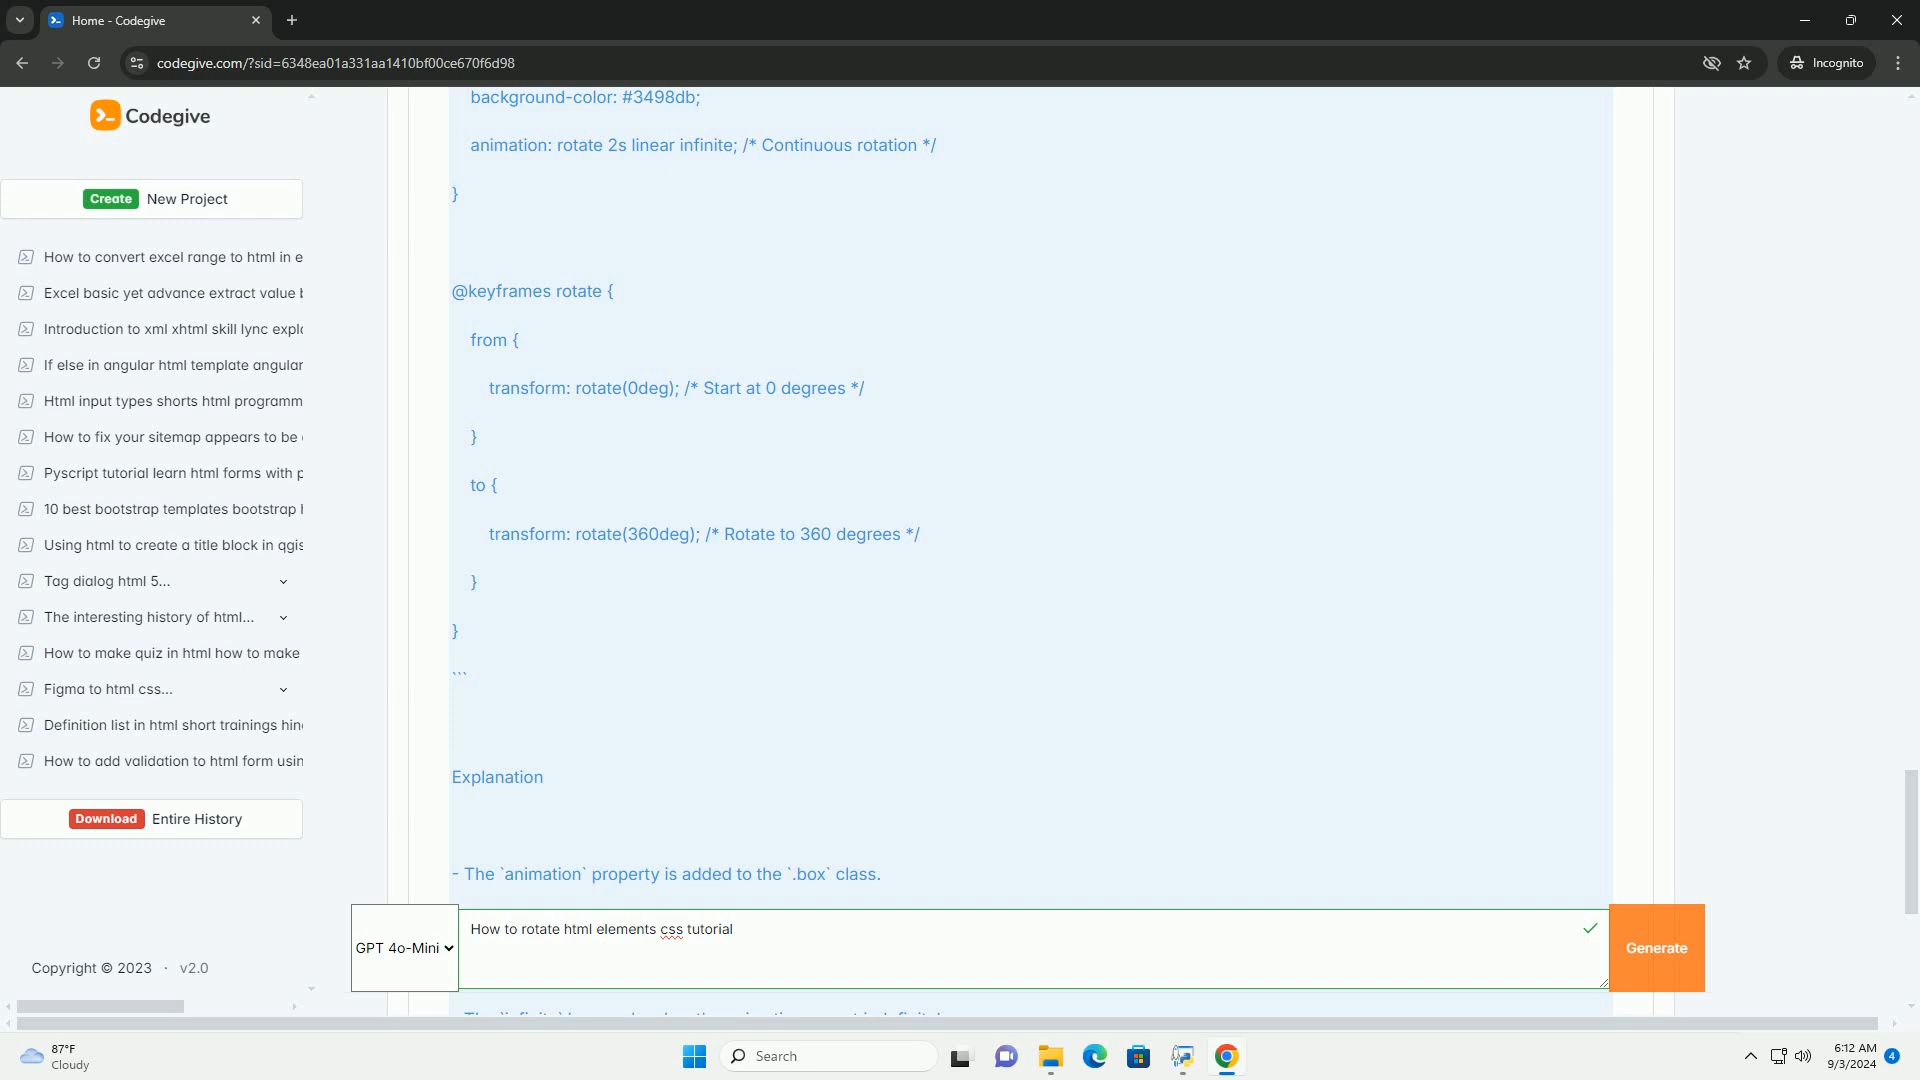 Home - Codegive
codegive.com/?sid=6348ea01a331aa1410bf00ce670f6d98
Incognito
Codegive
Create New Project
How to convert excel range to html in e
Excel basic yet advance extract value b
Introduction to xml xhtml skill lync explo
If else in angular html template angular
Html input types shorts html programm
How to fix your sitemap appears to be
Pyscript tutorial learn html forms with p
10 best bootstrap templates bootstrap
Using html to create a title block in qgis
Tag dialog html 5...
The interesting history of html...
How to make quiz in html how to make
Figma to html css...
Definition list in html short trainings hin
How to add validation to html form usin
Download Entire History
Copyright © 2023 · v2.0
background-color: #3498db;
animation: rotate 2s linear infinite; /* Continuous rotation */
}
@keyframes rotate {
from {
transform: rotate(0deg); /* Start at 0 degrees */
}
to {
transform: rotate(360deg); /* Rotate to 360 degrees */
}
}
```
Explanation
- The `animation` property is added to the `.box` class.
GPT 4o-Mini
How to rotate html elements css tutorial
Generate
87°F
Cloudy
Search
6:12 AM
9/3/2024
4